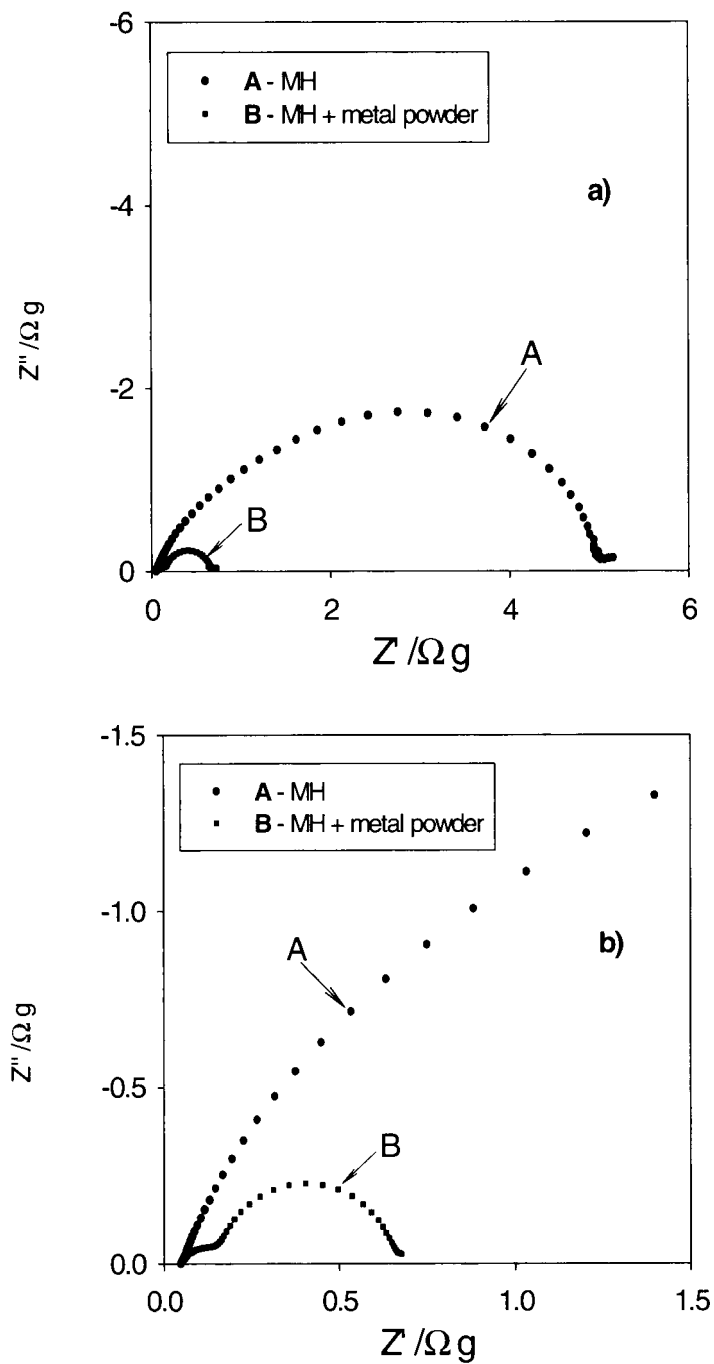 -6
A - MH
B - MH + metal powder
a)
-4
Z"/Ω g
A
-2
B
0
0 2 4 6
Z' /Ω g
-1.5
A - MH
B - MH + metal powder
-1.0
A
b)
Z"/Ω g
-0.5
B
0.0
0.0 0.5 1.0 1.5
Z' /Ω g